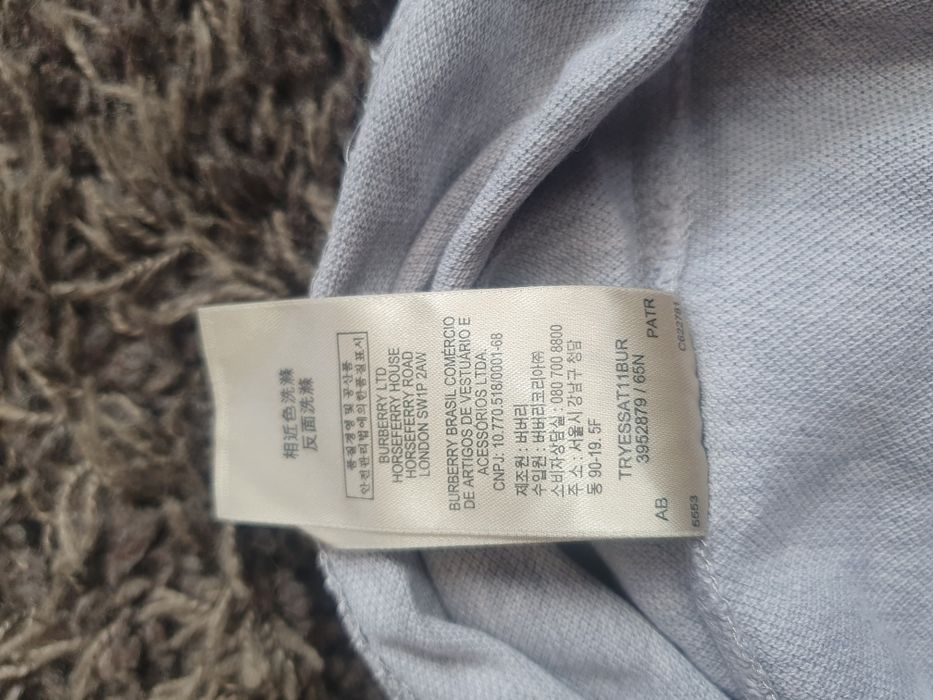 相近色洗滌
反面洗滌
품질경영 및 공산품
안전관리법에의한품질표시
BURBERRY LTD
HORSEFERRY HOUSE
HORSEFERRY ROAD
LONDON SW1P 2AW
BURBERRY BRASIL COMÉRCIO
DE ARTIGOS DE VESTUÁRIO E
ACESSÓRIOS LTDA.
CNPJ: 10.770.518/0001-68
제조원 : 버버리
수입원 : 버버리코리아㈜
소비자상담실 : 080 700 8800
주 소 : 서울시 강남구 청담
동 90-19. 5F
TRYESSAT11BUR
3952879 / 65N
AB PATR
5553 C622781